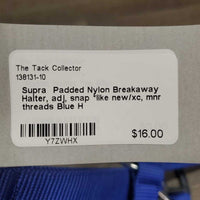 The Tack Collector
138131-10
Supra Padded Nylon Breakaway
Halter, adj, snap *like new/xc, mnr
threads Blue H
Y7ZWHX
$16.00